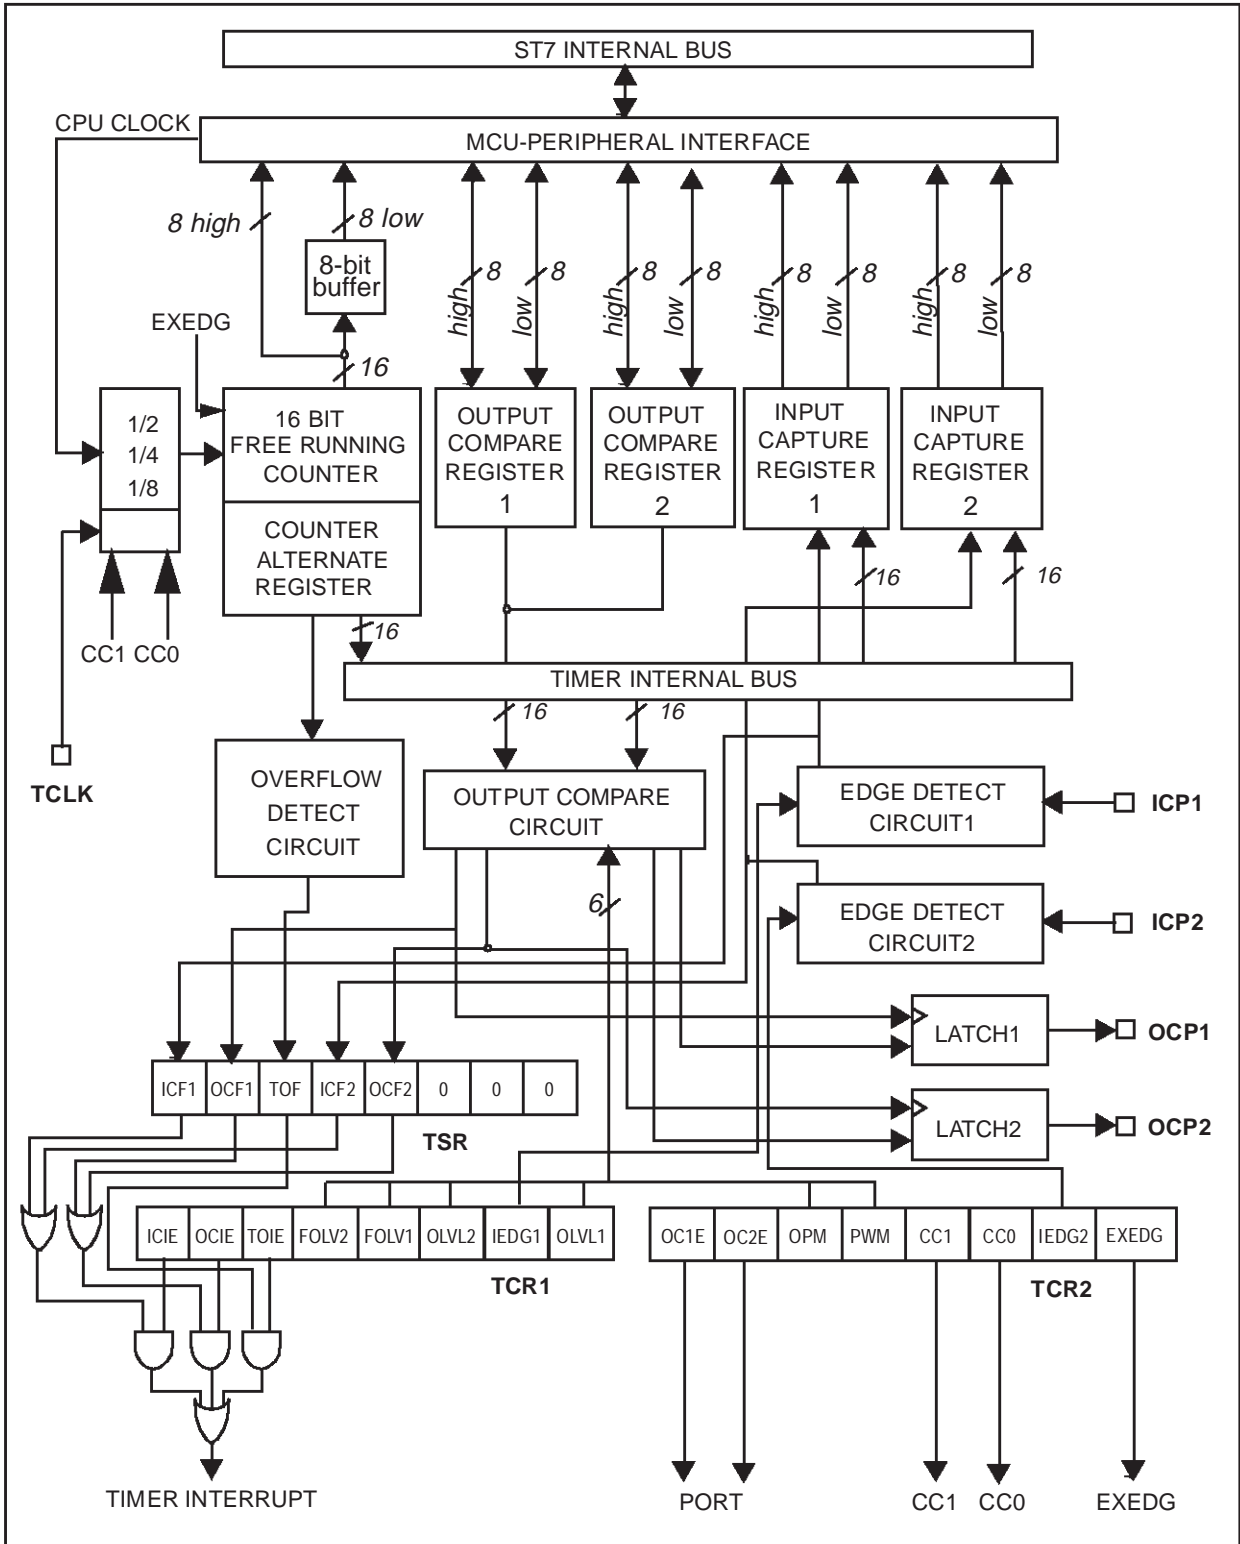 ST7 INTERNAL BUS
CPU CLOCK
MCU-PERIPHERAL INTERFACE
8 high
8 low
8-bit
buffer
high
8
low
8
high
8
low
8
high
8
low
8
high
8
low
8
EXEDG
16
1/2
1/4
1/8
16 BIT
FREE RUNNING
COUNTER
COUNTER
ALTERNATE
REGISTER
OUTPUT
COMPARE
REGISTER
1
OUTPUT
COMPARE
REGISTER
2
INPUT
CAPTURE
REGISTER
1
INPUT
CAPTURE
REGISTER
2
16
16
16
CC1 CC0
TIMER INTERNAL BUS
16
16
TCLK
OVERFLOW
DETECT
CIRCUIT
OUTPUT COMPARE
CIRCUIT
EDGE DETECT
CIRCUIT1
ICP1
6
EDGE DETECT
CIRCUIT2
ICP2
LATCH1
OCP1
LATCH2
OCP2
ICF1 OCF1 TOF ICF2 OCF2 0 0 0
TSR
ICIE OCIE TOIE FOLV2 FOLV1 OLVL2 IEDG1 OLVL1
TCR1
OC1E OC2E OPM PWM CC1 CC0 IEDG2 EXEDG
TCR2
TIMER INTERRUPT
PORT
CC1
CC0
EXEDG